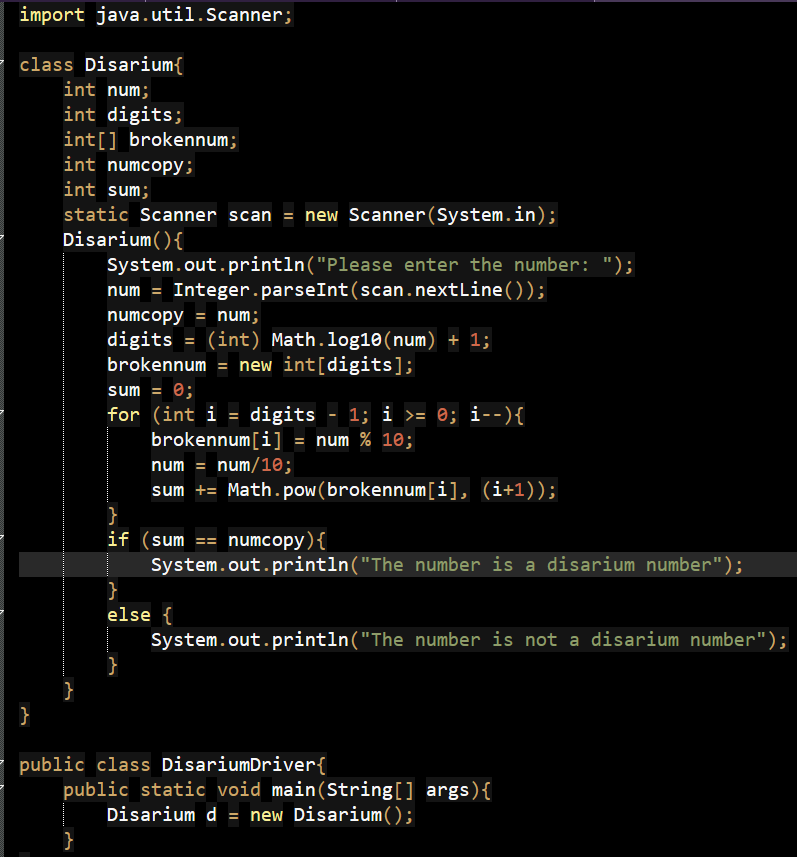 import java.util.Scanner;

class Disarium{
    int num;
    int digits;
    int[] brokennum;
    int numcopy;
    int sum;
    static Scanner scan = new Scanner(System.in);
    Disarium(){
        System.out.println("Please enter the number: ");
        num = Integer.parseInt(scan.nextLine());
        numcopy = num;
        digits = (int) Math.log10(num) + 1;
        brokennum = new int[digits];
        sum = 0;
        for (int i = digits - 1; i >= 0; i--){
            brokennum[i] = num % 10;
            num = num/10;
            sum += Math.pow(brokennum[i], (i+1));
        }
        if (sum == numcopy){
            System.out.println("The number is a disarium number");
        }
        else {
            System.out.println("The number is not a disarium number");
        }
    }
}

public class DisariumDriver{
    public static void main(String[] args){
        Disarium d = new Disarium();
    }